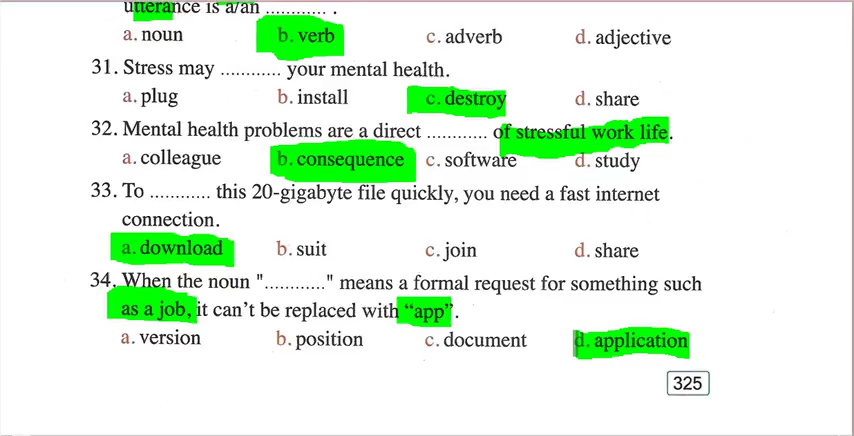 utterance is a/an ............ .
a. noun b. verb c. adverb d. adjective
31. Stress may ............ your mental health.
a. plug b. install c. destroy d. share
32. Mental health problems are a direct ............ of stressful work life.
a. colleague b. consequence c. software d. study
33. To ............ this 20-gigabyte file quickly, you need a fast internet
connection.
a. download b. suit c. join d. share
34. When the noun "............" means a formal request for something such
as a job, it can't be replaced with “app”.
a. version b. position c. document d. application
325